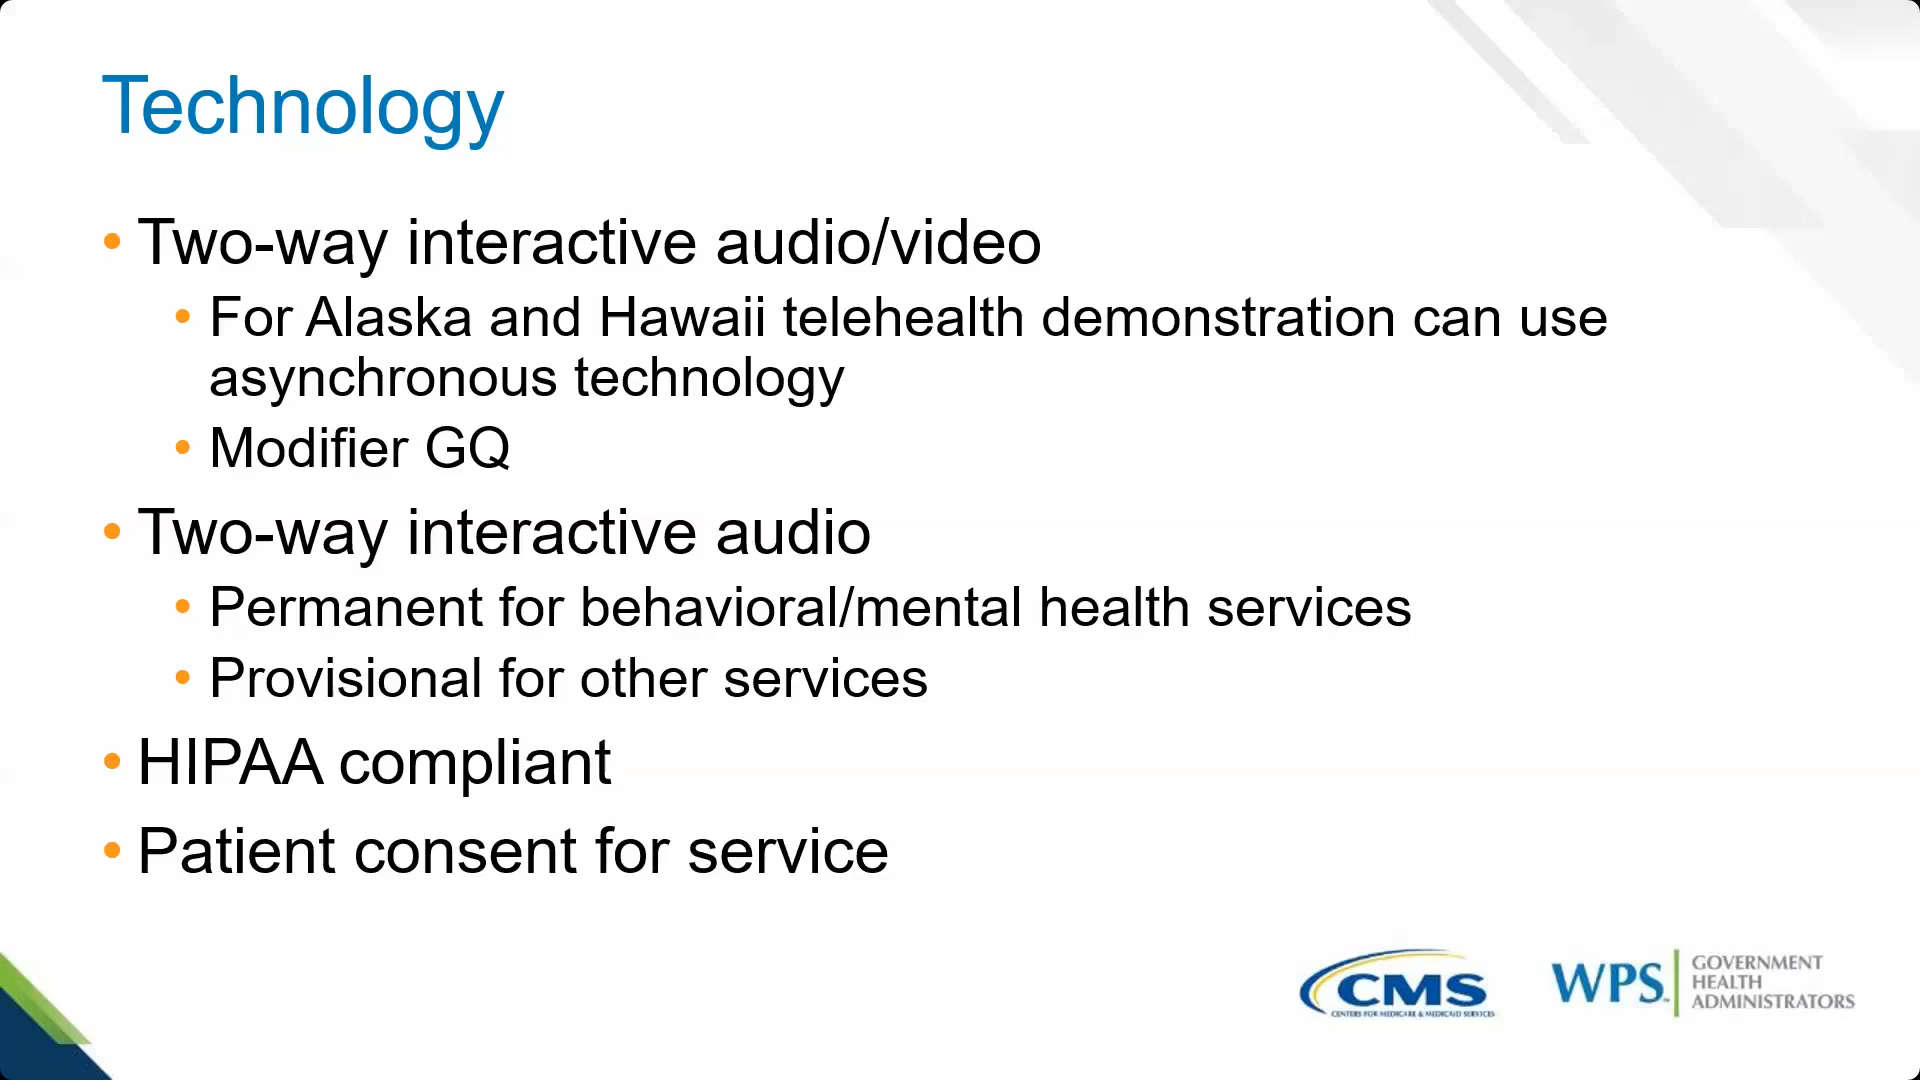 Technology
• Two-way interactive audio/video
• For Alaska and Hawaii telehealth demonstration can use
asynchronous technology
• Modifier GQ
• Two-way interactive audio
• Permanent for behavioral/mental health services
• Provisional for other services
• HIPAA compliant
• Patient consent for service
CMS
CENTERS FOR MEDICARE & MEDICAID SERVICES
WPS
GOVERNMENT
HEALTH
ADMINISTRATORS